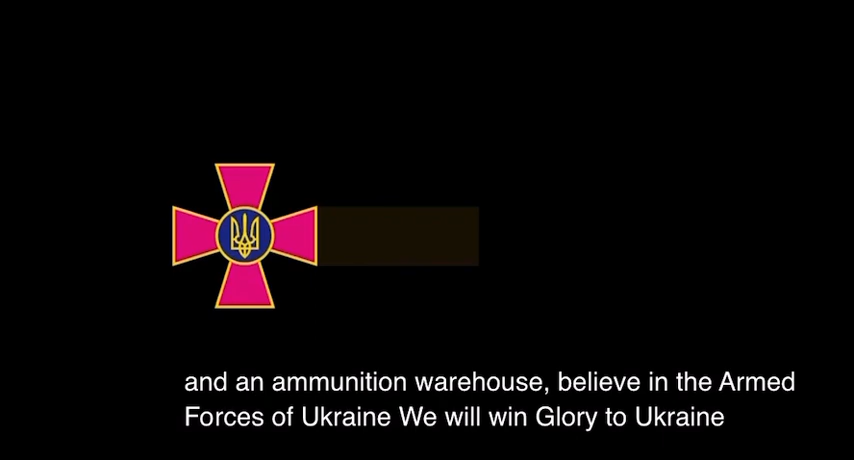 and an ammunition warehouse, believe in the Armed
Forces of Ukraine We will win Glory to Ukraine